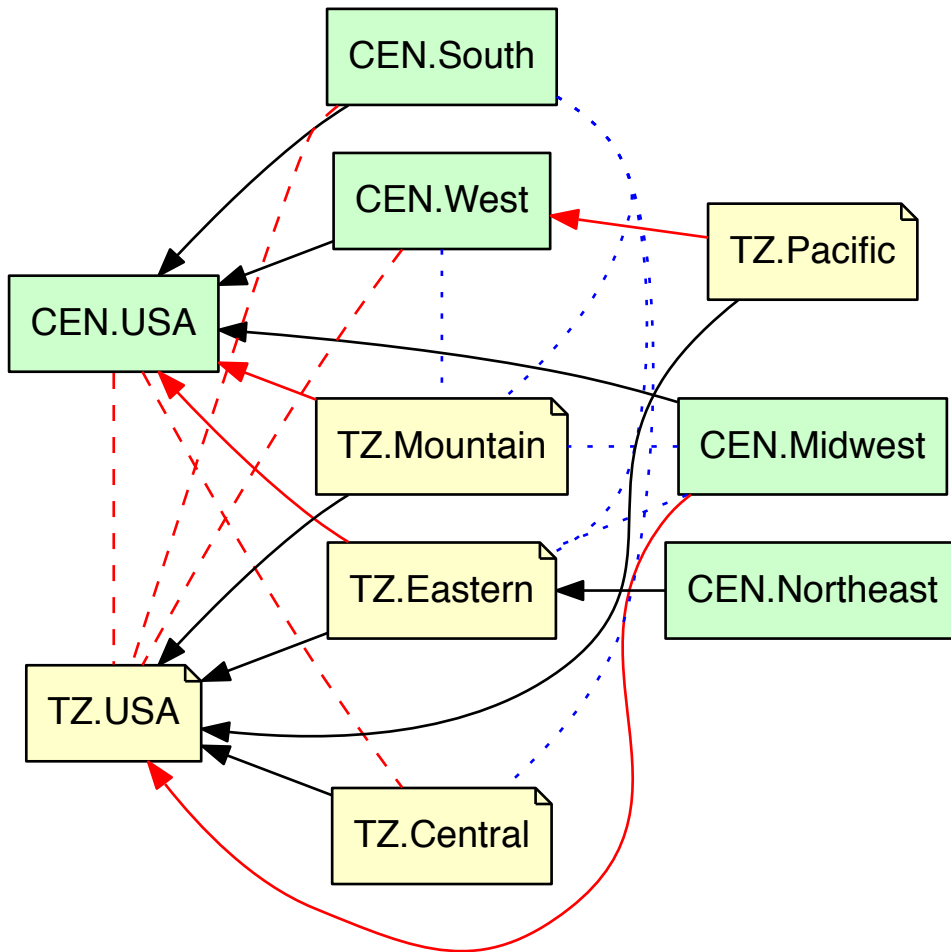 CEN.South
CEN.West
TZ.Pacific
CEN.USA
TZ.Mountain
CEN.Midwest
TZ.Eastern
CEN.Northeast
TZ.USA
TZ.Central